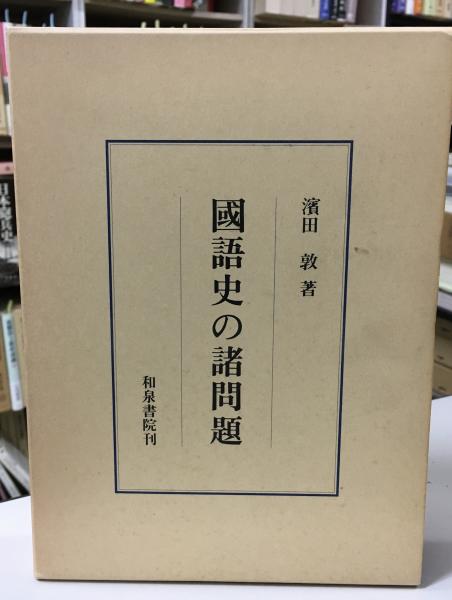 濱田 敦 著
國語史の諸問題
和泉書院刊